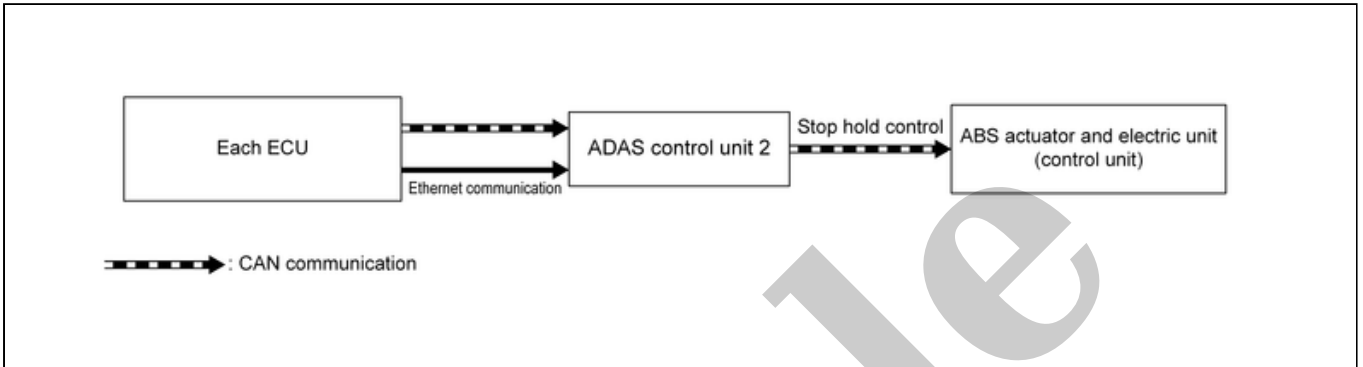 Each ECU
Ethernet communication
ADAS control unit 2
Stop hold control
ABS actuator and electric unit
(control unit)
: CAN communication
le